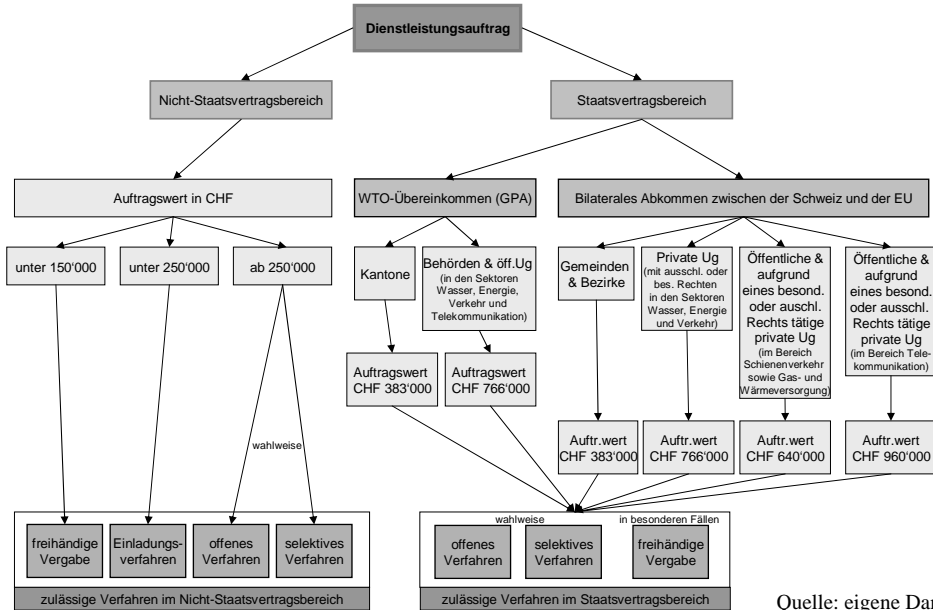 Dienstleistungsauftrag
Nicht-Staatsvertragsbereich
Staatsvertragsbereich
Auftragswert in CHF
WTO-Übereinkommen (GPA)
Bilaterales Abkommen zwischen der Schweiz und der EU
unter 150‘000
unter 250‘000
ab 250‘000
Kantone
Behörden & öff.Ug
(in den Sektoren
Wasser, Energie,
Verkehr und
Telekommunikation)
Gemeinden
& Bezirke
Private Ug
(mit ausschl. oder
bes. Rechten
in den Sektoren
Wasser, Energie
und Verkehr)
Öffentliche &
aufgrund
eines besond.
oder auschl.
Rechts tätige
private Ug
(im Bereich
Schienenverkehr
sowie Gas- und
Wärmeversorgung)
Öffentliche &
aufgrund
eines besond.
oder ausschl.
Rechts tätige
private Ug
(im Bereich Tele-
kommunikation)
Auftragswert
CHF 383‘000
Auftragswert
CHF 766‘000
Auftr.wert
CHF 383‘000
Auftr.wert
CHF 766‘000
Auftr.wert
CHF 640‘000
Auftr.wert
CHF 960‘000
wahlweise
freihändige
Vergabe
Einladungs-
verfahren
offenes
Verfahren
selektives
Verfahren
zulässige Verfahren im Nicht-Staatsvertragsbereich
wahlweise
in besonderen Fällen
offenes
Verfahren
selektives
Verfahren
freihändige
Vergabe
zulässige Verfahren im Staatsvertragsbereich
Quelle: eigene Dar